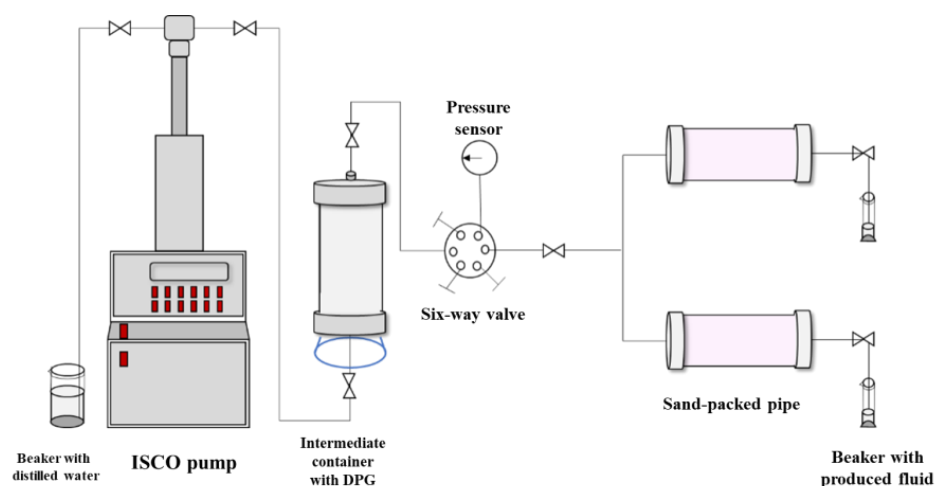 Pressure
sensor
Six-way valve
Sand-packed pipe
Beaker with
distilled water
ISCO pump
Intermediate
container
with DPG
Beaker with
produced fluid